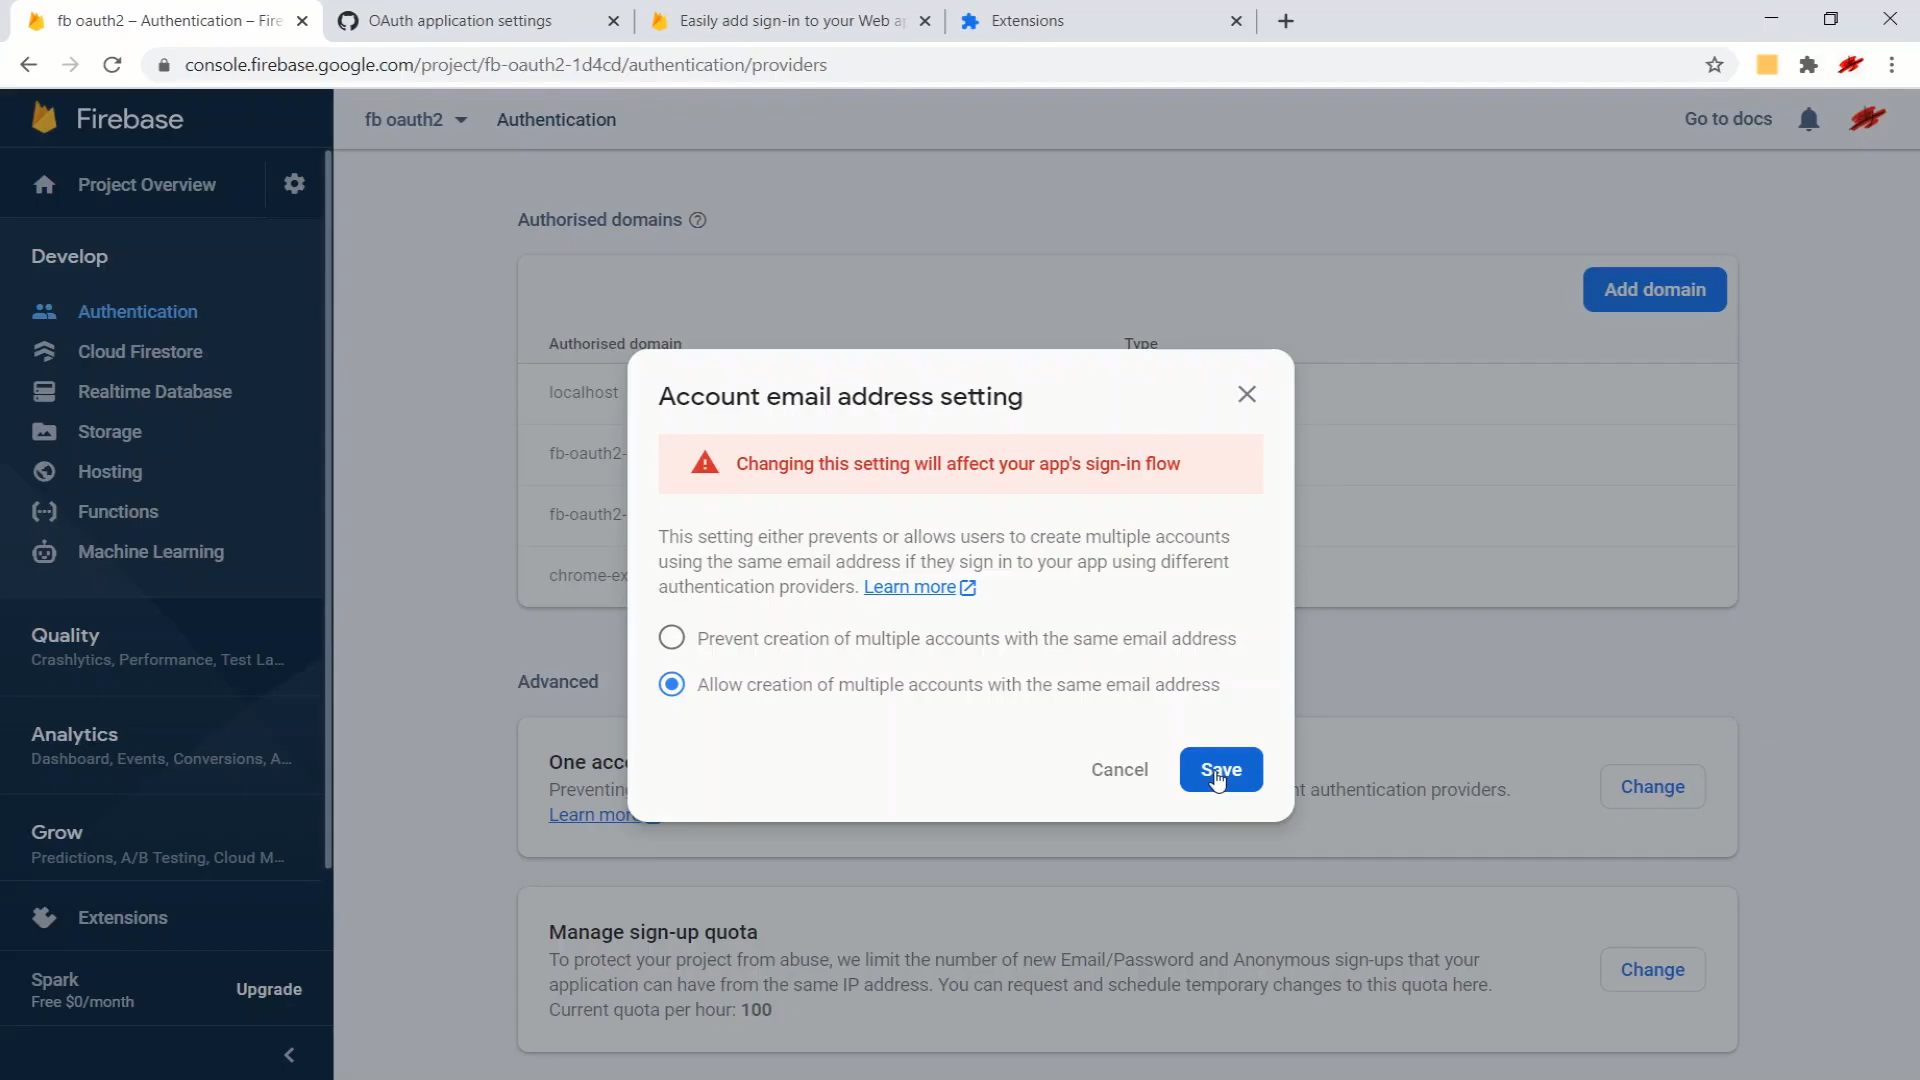 fb oauth2 – Authentication – Fire
OAuth application settings
Easily add sign-in to your Web ap
Extensions
console.firebase.google.com/project/fb-oauth2-1d4cd/authentication/providers
Firebase
fb oauth2
Authentication
Go to docs
Project Overview
Develop
Authentication
Cloud Firestore
Realtime Database
Storage
Hosting
Functions
Machine Learning
Quality
Crashlytics, Performance, Test La...
Analytics
Dashboard, Events, Conversions, A...
Grow
Predictions, A/B Testing, Cloud M...
Extensions
Spark
Free $0/month
Upgrade
Authorised domains
Add domain
Authorised domain
Type
localhost
fb-oauth2-
fb-oauth2-
chrome-ex
Account email address setting
Changing this setting will affect your app's sign-in flow
This setting either prevents or allows users to create multiple accounts
using the same email address if they sign in to your app using different
authentication providers. Learn more
Prevent creation of multiple accounts with the same email address
Allow creation of multiple accounts with the same email address
Cancel
Save
Advanced
One acc
Preventing
authentication providers.
Learn more
Change
Manage sign-up quota
To protect your project from abuse, we limit the number of new Email/Password and Anonymous sign-ups that your
application can have from the same IP address. You can request and schedule temporary changes to this quota here.
Current quota per hour: 100
Change